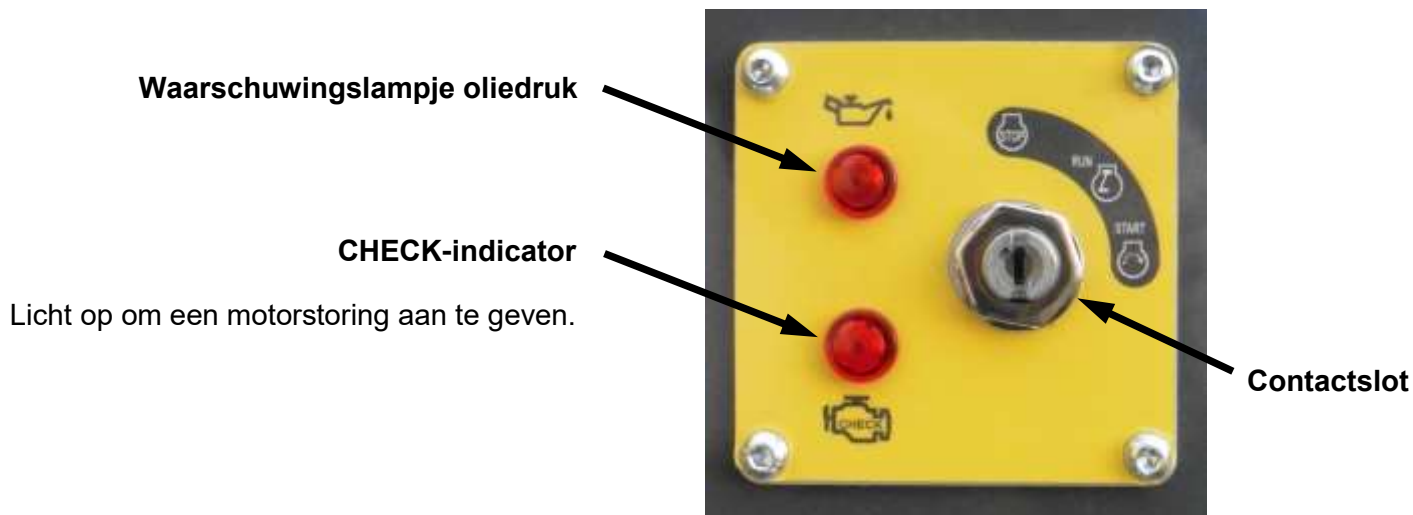 Waarschuwingslampje oliedruk
STOP
RUN
START
CHECK-indicator
Licht op om een motorstoring aan te geven.
Contactslot
CHECK